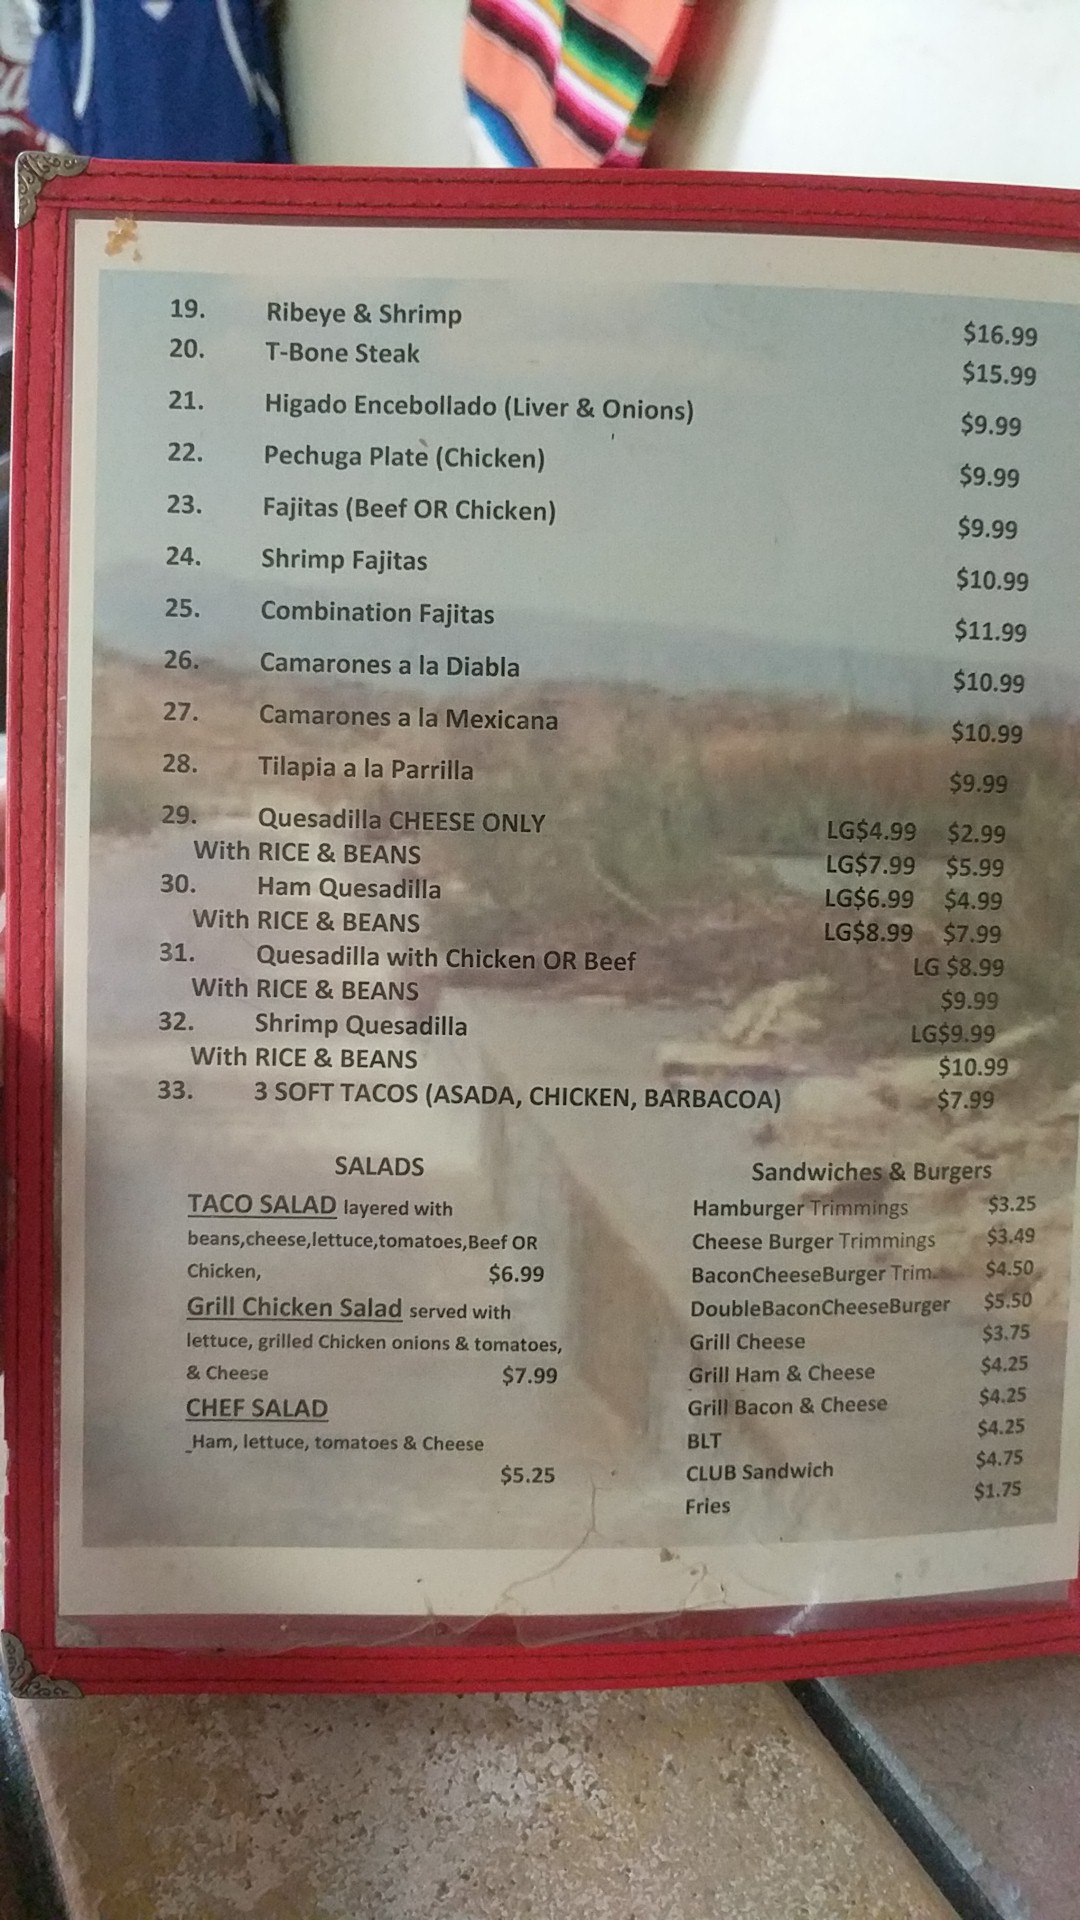 19. Ribeye & Shrimp $16.99
20. T-Bone Steak $15.99
21. Higado Encebollado (Liver & Onions) $9.99
22. Pechuga Plate (Chicken) $9.99
23. Fajitas (Beef OR Chicken) $9.99
24. Shrimp Fajitas $10.99
25. Combination Fajitas $11.99
26. Camarones a la Diabla $10.99
27. Camarones a la Mexicana $10.99
28. Tilapia a la Parrilla $9.99
29. Quesadilla CHEESE ONLY LG$4.99 $2.99
With RICE & BEANS LG$7.99 $5.99
30. Ham Quesadilla LG$6.99 $4.99
With RICE & BEANS LG$8.99 $7.99
31. Quesadilla with Chicken OR Beef LG $8.99
With RICE & BEANS $9.99
32. Shrimp Quesadilla LG$9.99
With RICE & BEANS $10.99
33. 3 SOFT TACOS (ASADA, CHICKEN, BARBACOA) $7.99
SALADS
TACO SALAD layered with
beans,cheese,lettuce,tomatoes,Beef OR
Chicken, $6.99
Grill Chicken Salad served with
lettuce, grilled Chicken onions & tomatoes,
& Cheese $7.99
CHEF SALAD
Ham, lettuce, tomatoes & Cheese
$5.25
Sandwiches & Burgers
Hamburger Trimmings $3.25
Cheese Burger Trimmings $3.49
BaconCheeseBurger Trim. $4.50
DoubleBaconCheeseBurger $5.50
Grill Cheese $3.75
Grill Ham & Cheese $4.25
Grill Bacon & Cheese $4.25
BLT $4.25
CLUB Sandwich $4.75
Fries $1.75